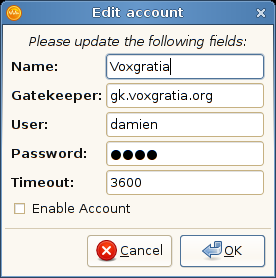 Edit account
Please update the following fields:
Name: Voxgratia
Gatekeeper: gk.voxgratia.org
User: damien
Password: ●●●●
Timeout: 3600
Enable Account
Cancel OK